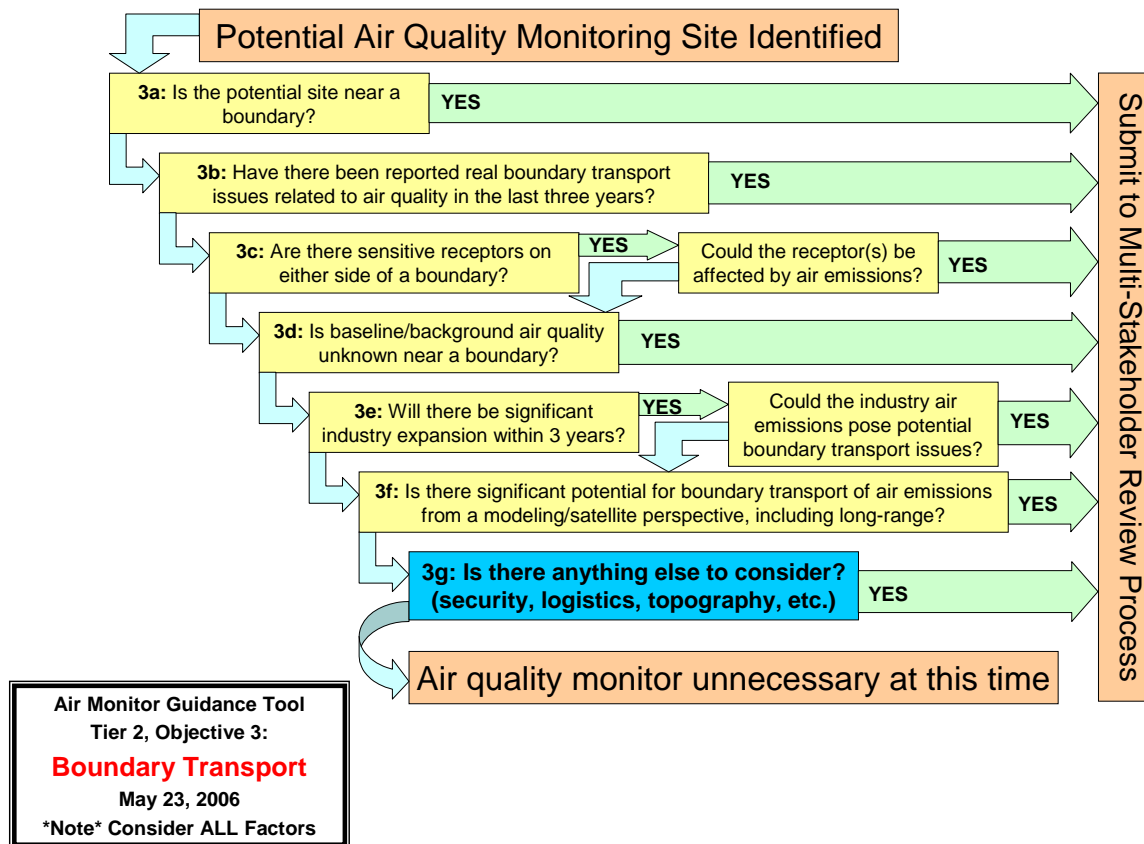 Potential Air Quality Monitoring Site Identified
3a: Is the potential site near a
boundary?
YES
3b: Have there been reported real boundary transport
issues related to air quality in the last three years?
YES
3c: Are there sensitive receptors on
either side of a boundary?
YES
Could the receptor(s) be
affected by air emissions?
YES
3d: Is baseline/background air quality
unknown near a boundary?
YES
3e: Will there be significant
industry expansion within 3 years?
YES
Could the industry air
emissions pose potential
boundary transport issues?
YES
3f: Is there significant potential for boundary transport of air emissions
from a modeling/satellite perspective, including long-range?
YES
3g: Is there anything else to consider?
(security, logistics, topography, etc.)
YES
Air quality monitor unnecessary at this time
Submit to Multi-Stakeholder Review Process
Air Monitor Guidance Tool
Tier 2, Objective 3:
Boundary Transport
May 23, 2006
*Note* Consider ALL Factors